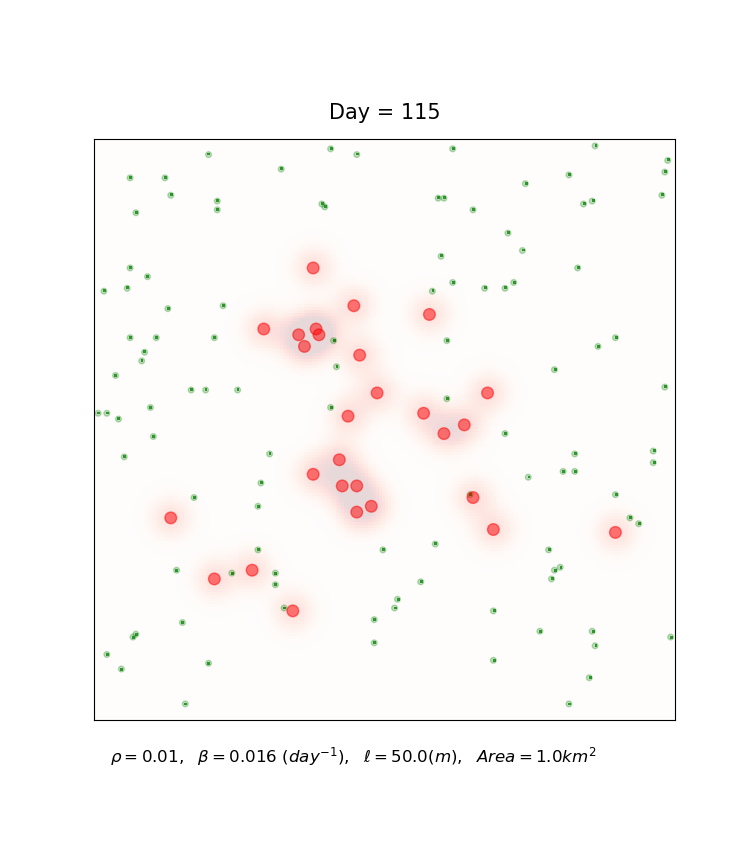 Day = 115
ρ = 0.01, β = 0.016 (day⁻¹), ℓ = 50.0(m), Area = 1.0km²